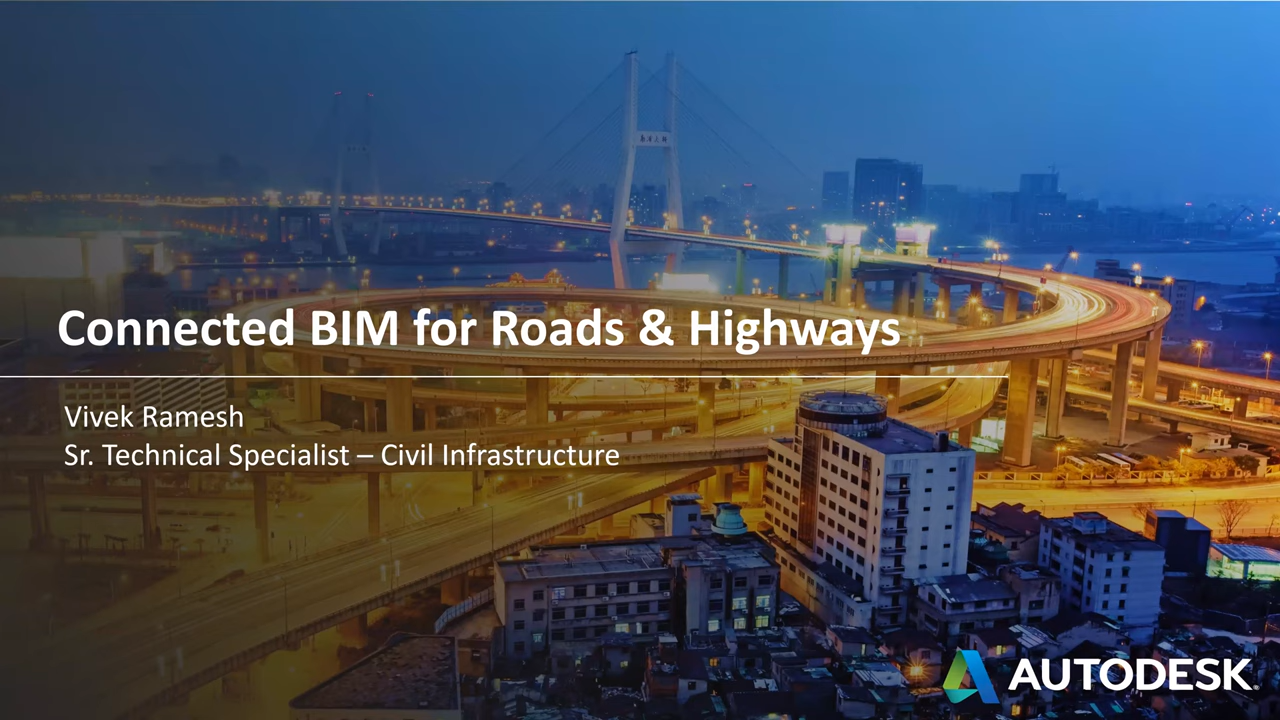 Connected BIM for Roads & Highways
Vivek Ramesh
Sr. Technical Specialist – Civil Infrastructure
AUTODESK.